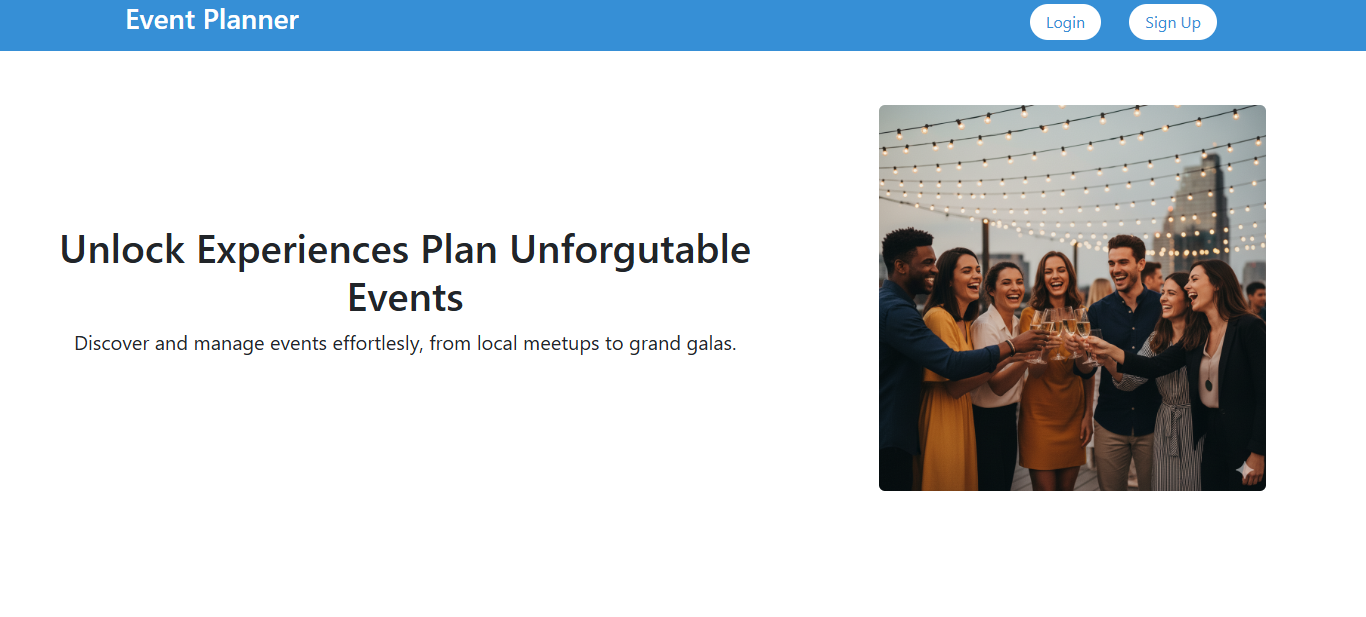 Event Planner
Login
Sign Up
Unlock Experiences Plan Unforgutable
Events
Discover and manage events effortlesly, from local meetups to grand galas.